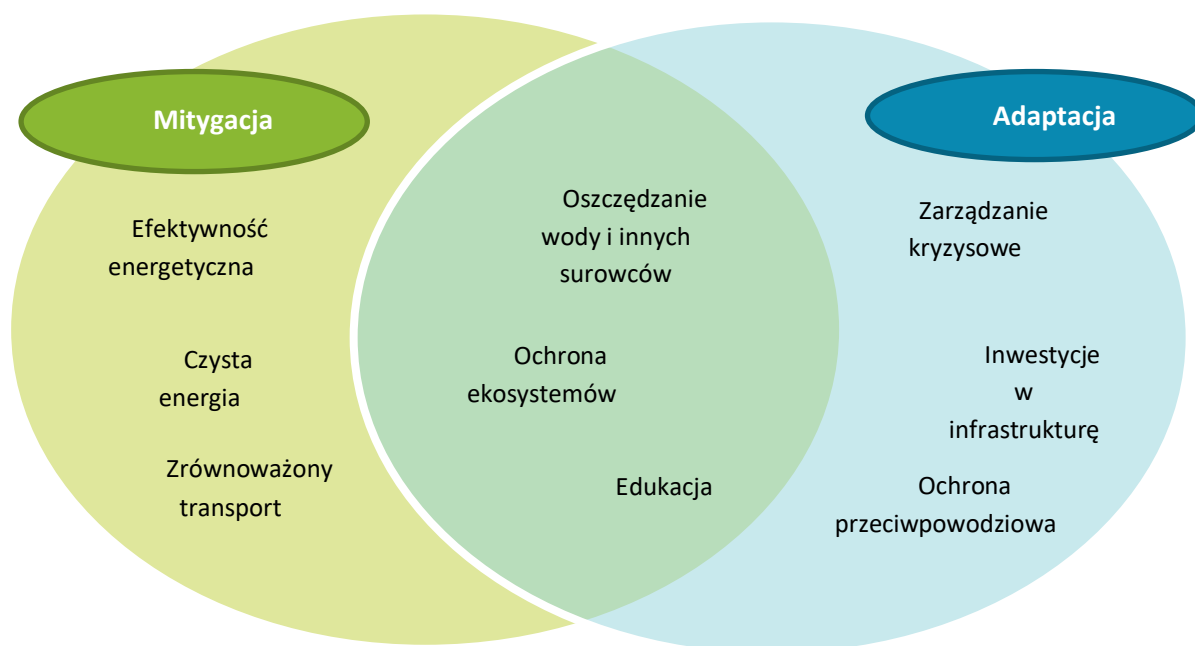 Mitygacja
Efektywność
energetyczna
Czysta
energia
Zrównoważony
transport
Oszczędzanie
wody i innych
surowców
Ochrona
ekosystemów
Edukacja
Adaptacja
Zarządzanie
kryzysowe
Inwestycje
w
infrastrukturę
Ochrona
przeciwpowodziowa